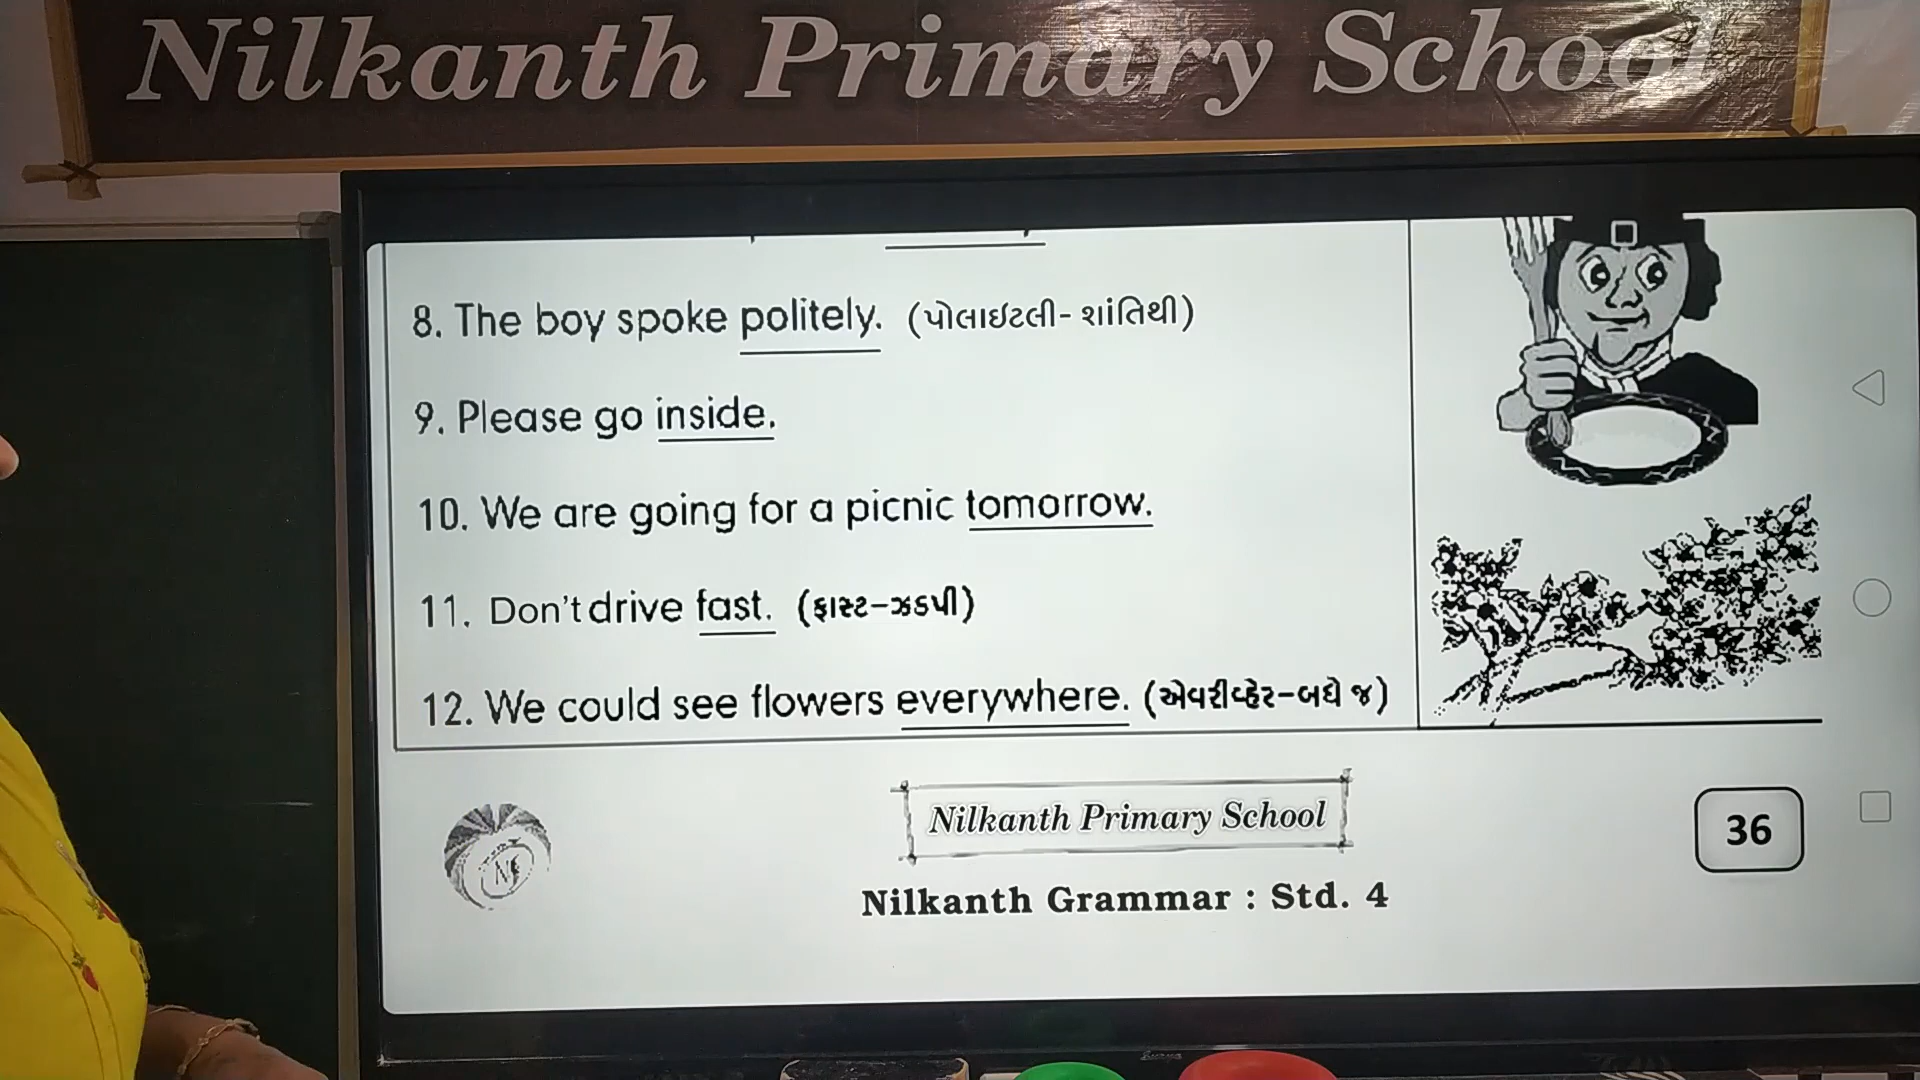 Nilkanth Primary School
8. The boy spoke politely. (પોલાઈટલી- શાંતિથી)
9. Please go inside.
10. We are going for a picnic tomorrow.
11. Don't drive fast. (ફાસ્ટ-ઝડપી)
12. We could see flowers everywhere. (એવરીવ્હેર-બધે જ)
Nilkanth Primary School
36
Nilkanth Grammar : Std. 4